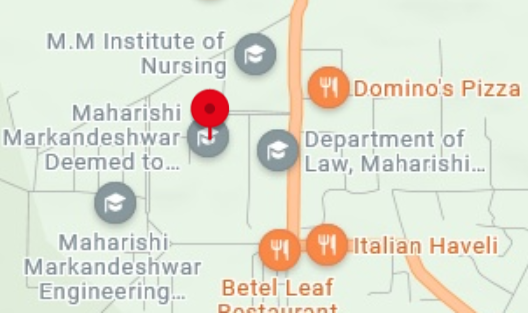 M.M Institute of
Nursing
Domino's Pizza
Maharishi
Markandeshwar
Deemed to...
Department of
Law, Maharishi...
Maharishi
Markandeshwar
Engineering...
Italian Haveli
Betel Leaf
Restaurant